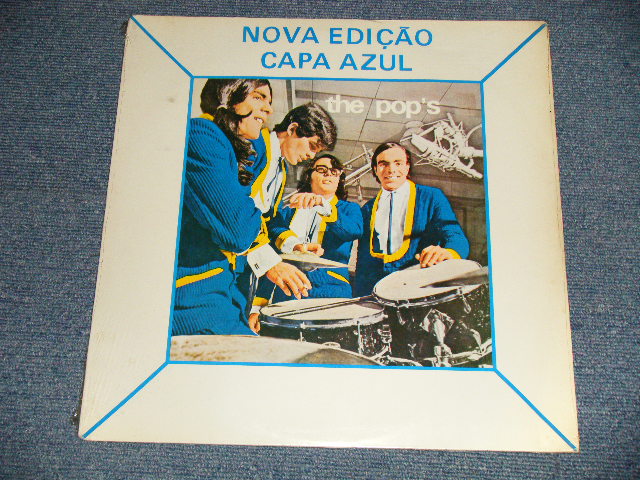 NOVA EDIÇÃO
CAPA AZUL
the pop's